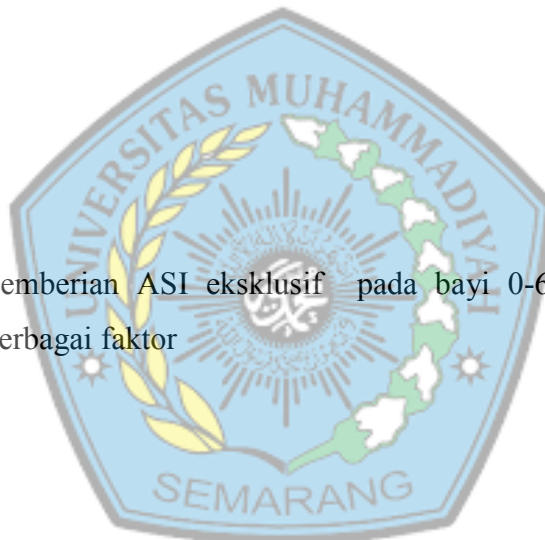 UNIVERSITAS MUHAMMADIYAH
emberian ASI eksklusif pada bayi 0-6
erbagai faktor
SEMARANG